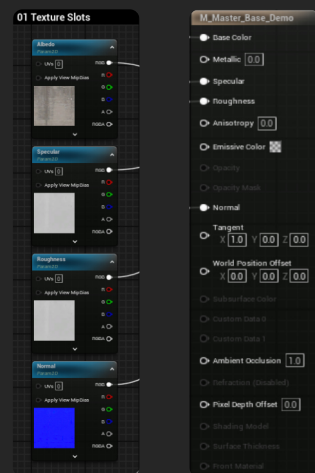 01 Texture Slots
Albedo
Param2D
UVs 0
RGB
Apply View MipBias
R
G
B
A
RGBA
Specular
Param2D
UVs 0
RGB
Apply View MipBias
R
G
B
A
RGBA
Roughness
Param2D
UVs 0
RGB
Apply View MipBias
R
G
B
A
RGBA
Normal
Param2D
UVs 0
RGB
Apply View MipBias
R
G
B
A
RGBA
M_Master_Base_Demo
Base Color
Metallic 0.0
Specular
Roughness
Anisotropy 0.0
Emissive Color
Opacity
Opacity Mask
Normal
Tangent
X 1.0 Y 0.0 Z 0.0
World Position Offset
X 0.0 Y 0.0 Z 0.0
Subsurface Color
Custom Data 0
Custom Data 1
Ambient Occlusion 1.0
Refraction (Disabled)
Pixel Depth Offset 0.0
Shading Model
Surface Thickness
Front Material